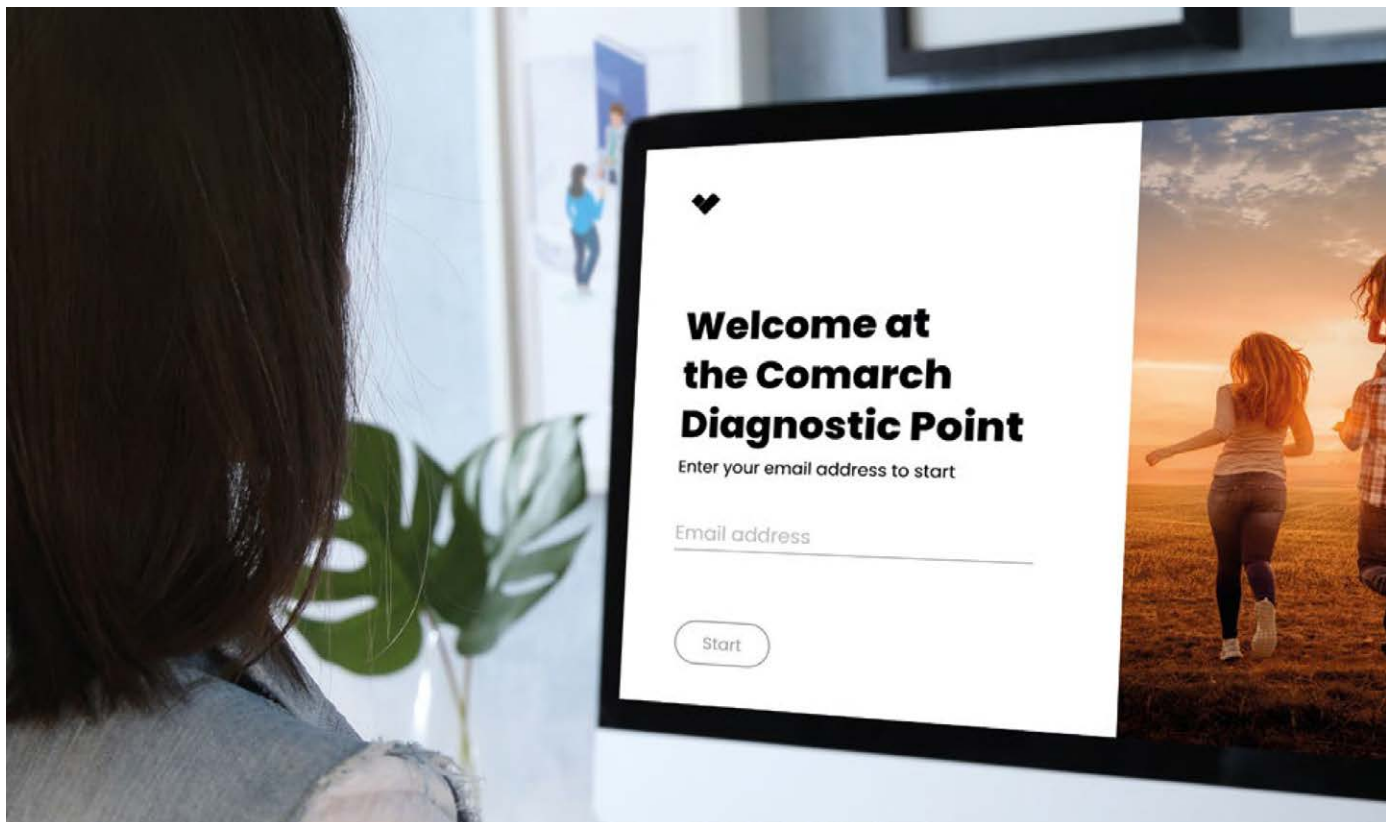 Welcome at
the Comarch
Diagnostic Point
Enter your email address to start
Email address
Start